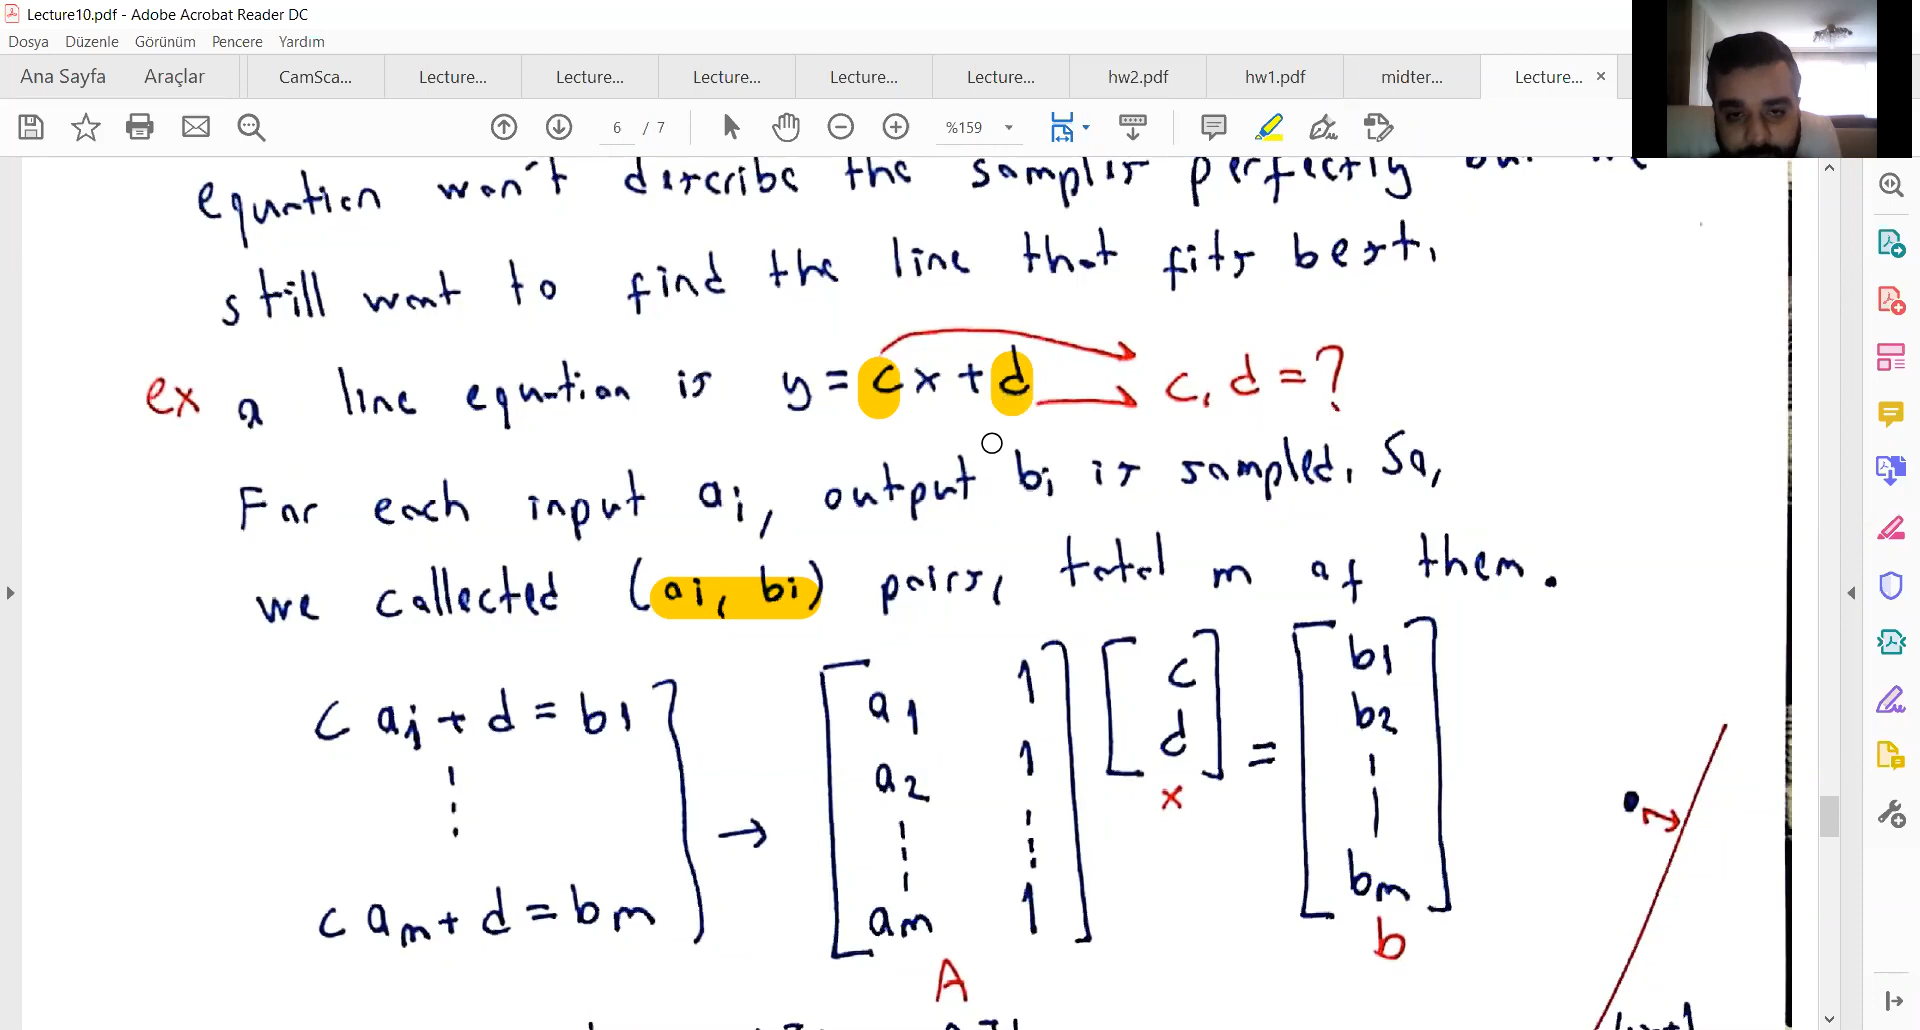 Lecture10.pdf - Adobe Acrobat Reader DC
Dosya Düzenle Görünüm Pencere Yardım
Ana Sayfa Araçlar CamSca... Lecture... Lecture... Lecture... Lecture... Lecture... hw2.pdf hw1.pdf midter... Lecture... ×
6 / 7 %159
equation won't describe the samples perfectly but we
still want to find the line that fits best.
ex a line equation is y = cx + d c, d = ?
For each input ai, output bi is sampled. So,
we collected (ai, bi) pairs, total m of them.
c a1 + d = b1 → [a1 1] [c] = [b1]
a2 1 d b2
x
c am + d = bm am 1 bm
A b